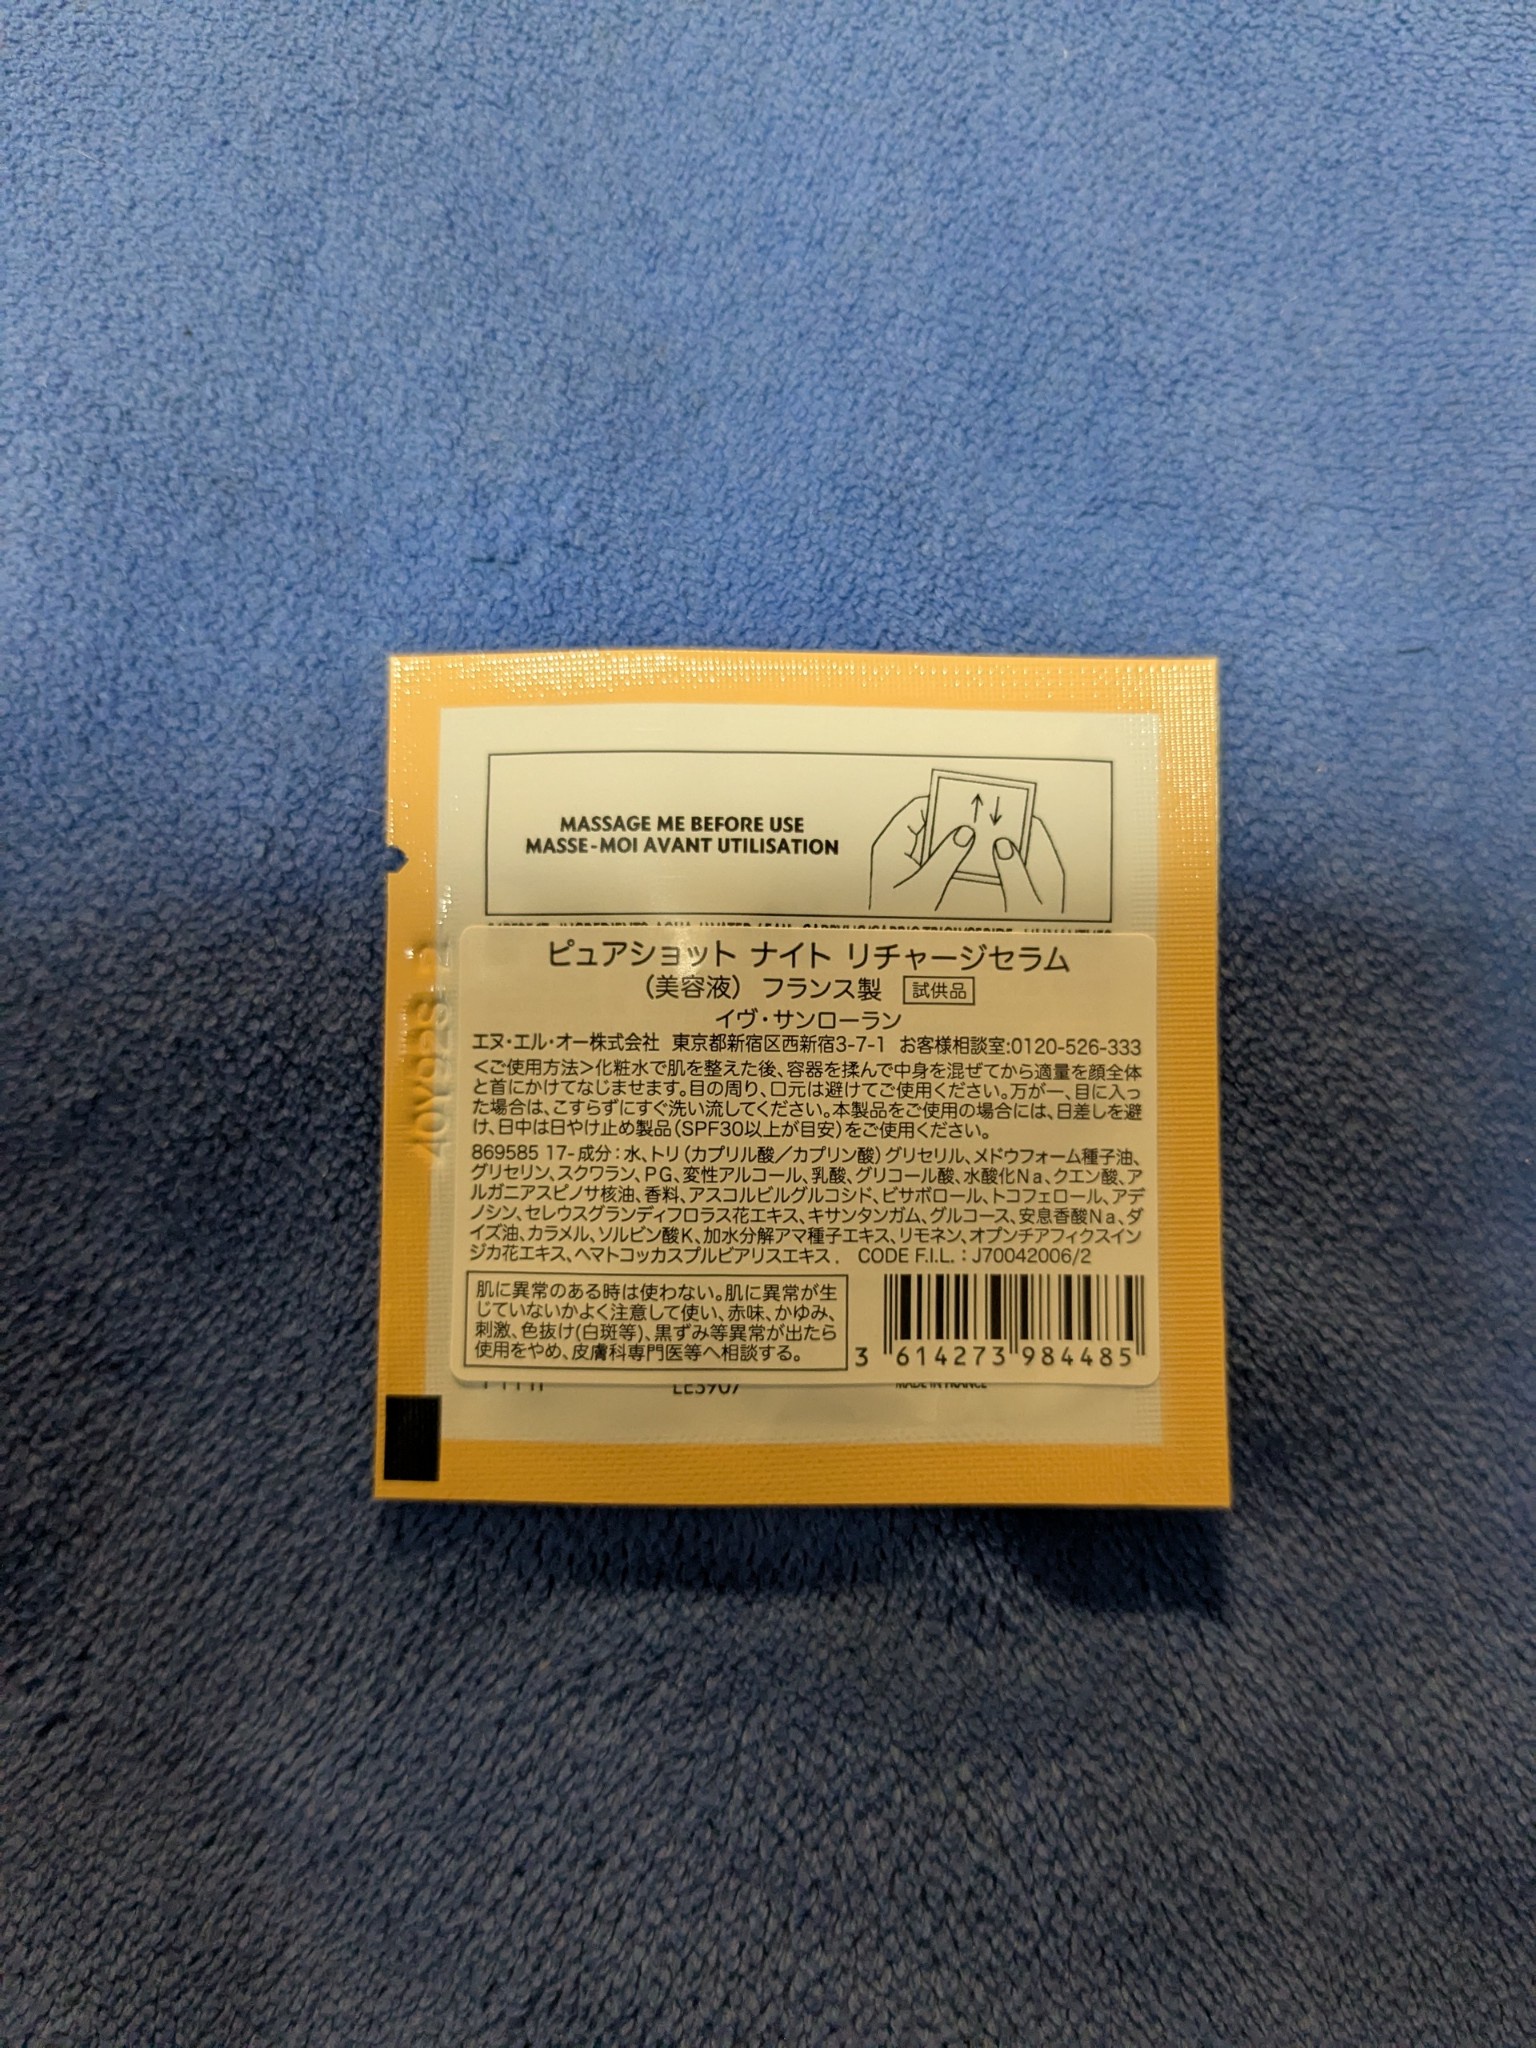 MASSAGE ME BEFORE USE
MASSE-MOI AVANT UTILISATION
ピュアショット ナイト リチャージセラム
（美容液） フランス製 試供品
イヴ・サンローラン
エヌ・エル・オー株式会社 東京都新宿区西新宿3-7-1 お客様相談室:0120-526-333
＜ご使用方法＞化粧水で肌を整えた後、容器を揉んで中身を混ぜてから適量を顔全体
と首にかけてなじませます。目の周り、口元は避けてご使用ください。万が一、目に入っ
た場合は、こすらずにすぐ洗い流してください。本製品をご使用の場合には、日差しを避
け、日中は日やけ止め製品（SPF30以上が目安）をご使用ください。
869585 17- 成分：水、トリ（カプリル酸／カプリン酸）グリセリル、メドウフォーム種子油、
グリセリン、スクワラン、PG、変性アルコール、乳酸、グリコール酸、水酸化Na、クエン酸、ア
ルガニアスピノサ核油、香料、アスコルビルグルコシド、ビサボロール、トコフェロール、アデ
ノシン、セレウスグランディフロラス花エキス、キサンタンガム、グルコース、安息香酸Na、ダ
イズ油、カラメル、ソルビン酸K、加水分解アマ種子エキス、リモネン、オプンチアフィクスイン
ジカ花エキス、ヘマトコッカスプルビアリスエキス． CODE F.I.L.：J70042006/2
肌に異常のある時は使わない。肌に異常が生
じていないかよく注意して使い、赤味、かゆみ、
刺激、色抜け(白斑等)、黒ずみ等異常が出たら
使用をやめ、皮膚科専門医等へ相談する。
3 614273 984485
LE5907
MADE IN FRANCE